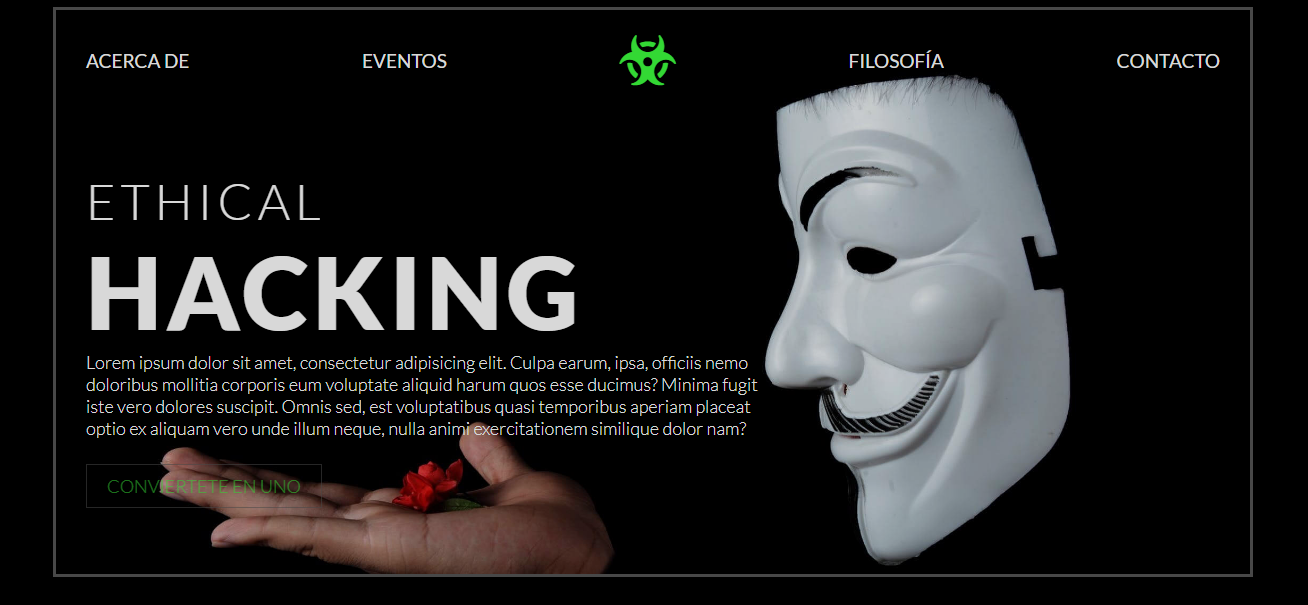 ACERCA DE
EVENTOS
FILOSOFÍA
CONTACTO
ETHICAL
HACKING
Lorem ipsum dolor sit amet, consectetur adipisicing elit. Culpa earum, ipsa, officiis nemo
doloribus mollitia corporis eum voluptate aliquid harum quos esse ducimus? Minima fugit
iste vero dolores suscipit. Omnis sed, est voluptatibus quasi temporibus aperiam placeat
optio ex aliquam vero unde illum neque, nulla animi exercitationem similique dolor nam?
CONVIERTETE EN UNO